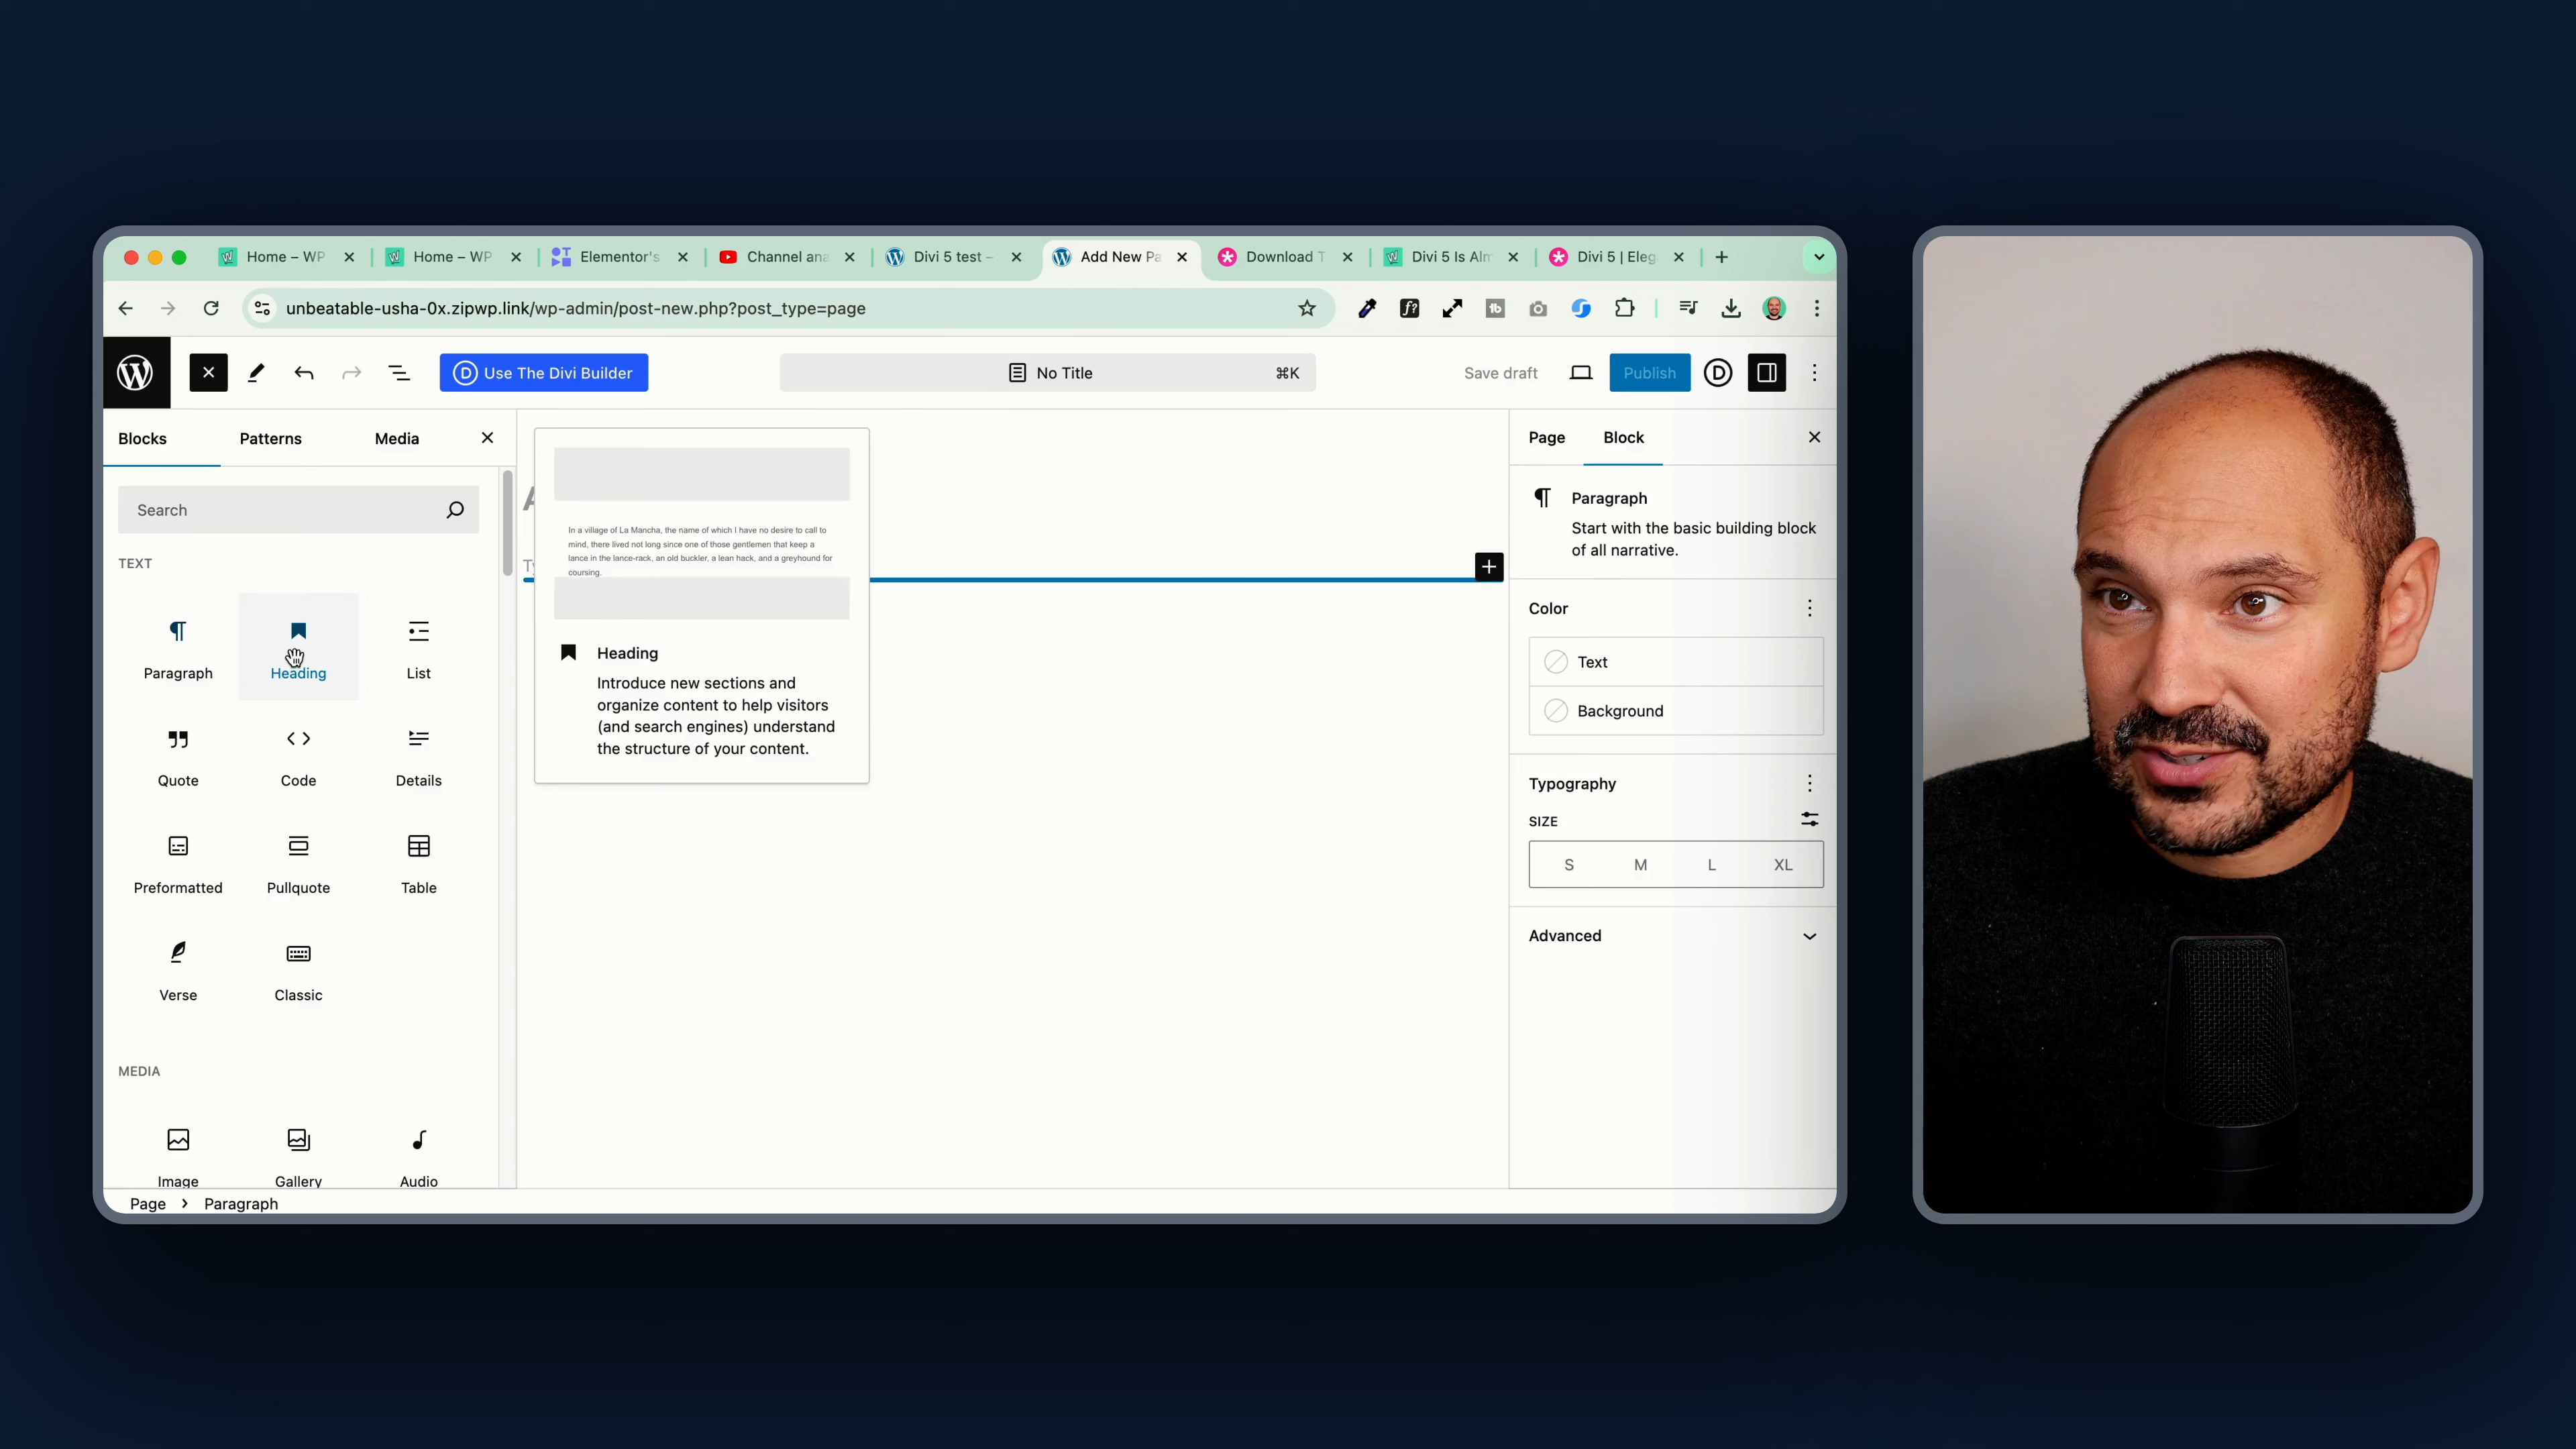 Home – WP
Home – WP
Elementor's
Channel ana
Divi 5 test –
Add New Pa
Download T
Divi 5 Is Alm
Divi 5 | Eleg
unbeatable-usha-0x.zipwp.link/wp-admin/post-new.php?post_type=page
Use The Divi Builder
No Title
⌘K
Save draft
Publish
Blocks
Patterns
Media
Search
TEXT
Paragraph
Heading
List
Quote
Code
Details
Preformatted
Pullquote
Table
Verse
Classic
MEDIA
Image
Gallery
Audio
Page
Paragraph
In a village of La Mancha, the name of which I have no desire to call to
mind, there lived not long since one of those gentlemen that keep a
lance in the lance-rack, an old buckler, a lean hack, and a greyhound for
coursing.
Heading
Introduce new sections and
organize content to help visitors
(and search engines) understand
the structure of your content.
Page
Block
Paragraph
Start with the basic building block
of all narrative.
Color
Text
Background
Typography
SIZE
S
M
L
XL
Advanced